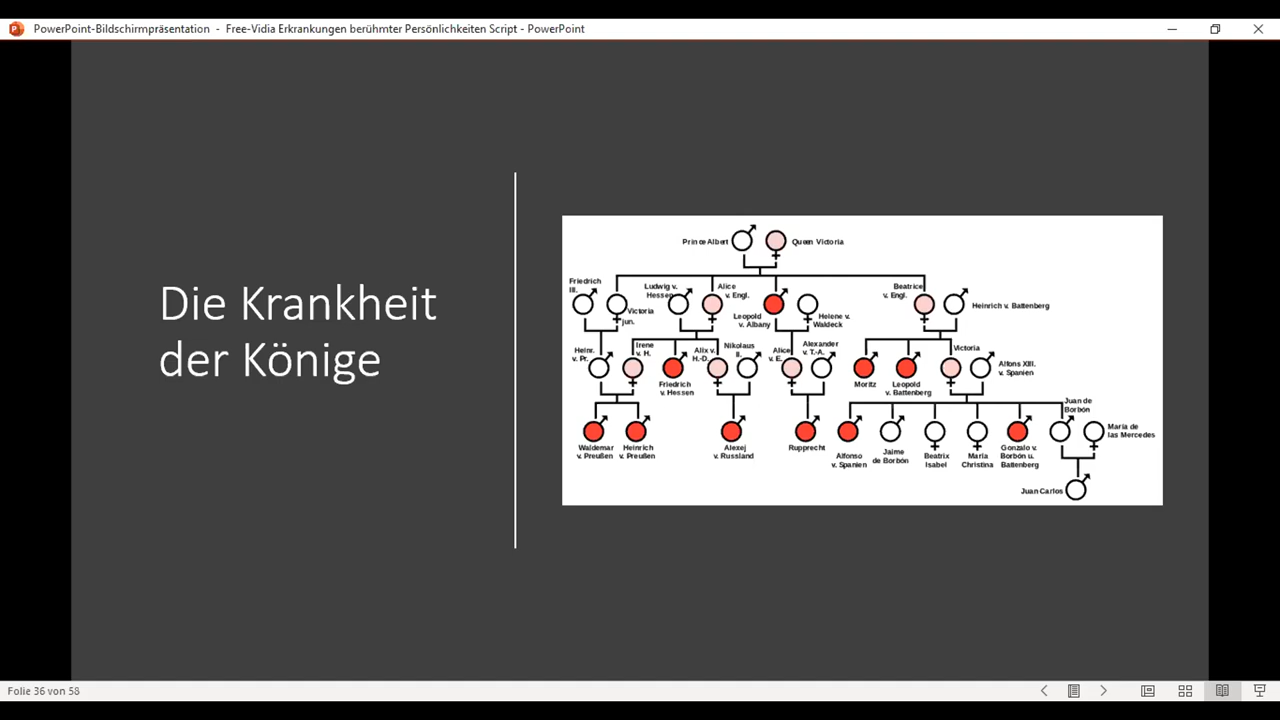 PowerPoint-Bildschirmpräsentation - Free-Vidia Erkrankungen berühmter Persönlichkeiten Script - PowerPoint
Die Krankheit
der Könige
Prince Albert
Queen Victoria
Friedrich
III.
Victoria
jun.
Ludwig v.
Hessen
Alice
v. Engl.
Leopold
v. Albany
Helene v.
Waldeck
Beatrice
v. Engl.
Heinrich v. Battenberg
Heinr.
v. Pr.
Irene
v. H.
Friedrich
v. Hessen
Alix v.
H.-D.
Nikolaus
II.
Alice
v. E.
Alexander
v. T.-A.
Moritz
Leopold
v. Battenberg
Victoria
Alfons XIII.
v. Spanien
Waldemar
v. Preußen
Heinrich
v. Preußen
Alexej
v. Russland
Rupprecht
Alfonso
v. Spanien
Jaime
de Borbón
Beatrix
Isabel
Maria
Christina
Gonzalo v.
Borbón u.
Battenberg
Juan de
Borbón
Maria de
las Mercedes
Juan Carlos
Folie 36 von 58